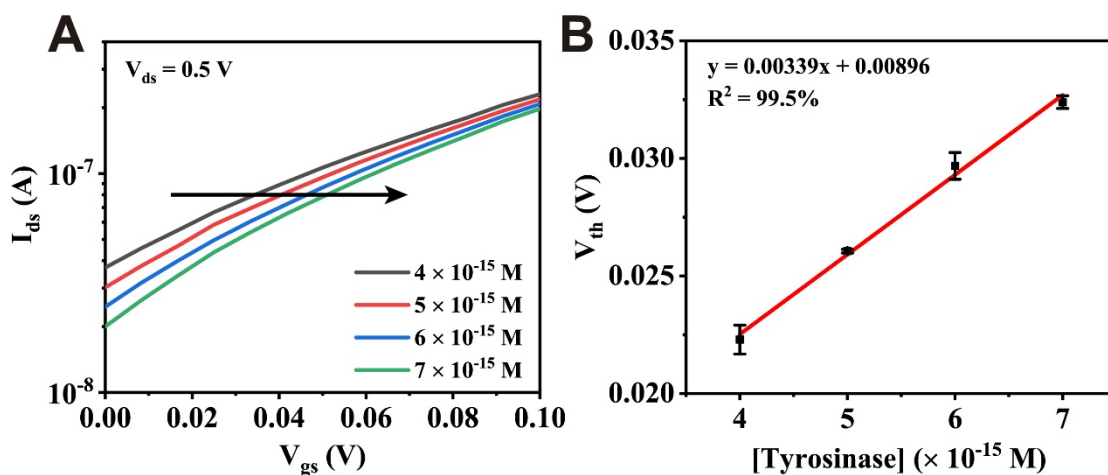 A
V_ds = 0.5 V
10^-7
10^-8
I_ds (A)
4 × 10^-15 M
5 × 10^-15 M
6 × 10^-15 M
7 × 10^-15 M
0.00 0.02 0.04 0.06 0.08 0.10
V_gs (V)
B
y = 0.00339x + 0.00896
R^2 = 99.5%
0.035
0.030
0.025
0.020
V_th (V)
4 5 6 7
[Tyrosinase] (× 10^-15 M)